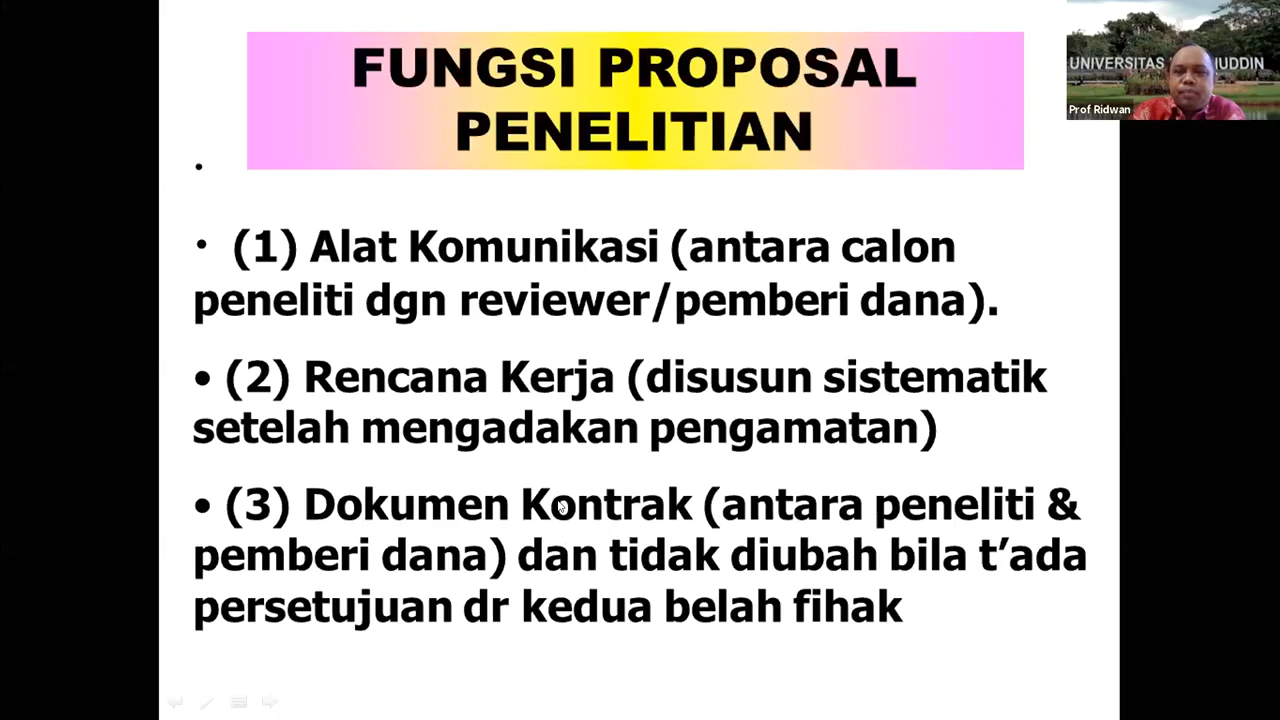 FUNGSI PROPOSAL
PENELITIAN
• (1) Alat Komunikasi (antara calon
peneliti dgn reviewer/pemberi dana).
• (2) Rencana Kerja (disusun sistematik
setelah mengadakan pengamatan)
• (3) Dokumen Kontrak (antara peneliti &
pemberi dana) dan tidak diubah bila t’ada
persetujuan dr kedua belah fihak
UNIVERSITAS
Prof Ridwan